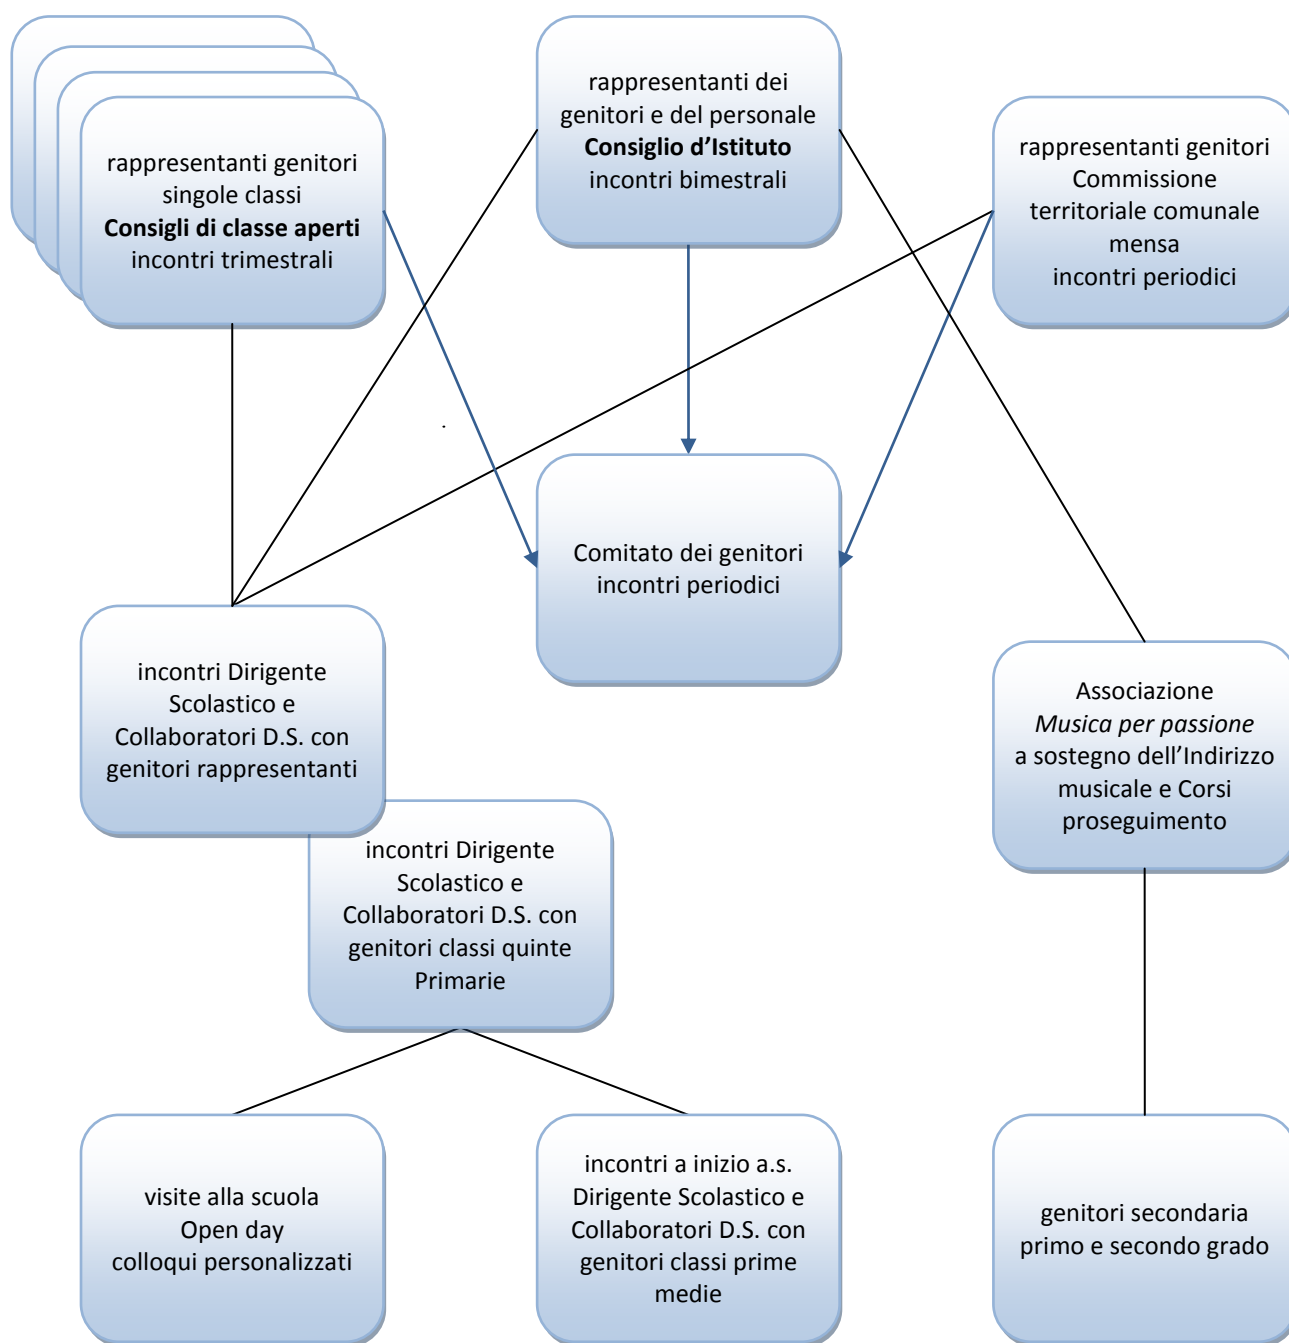 rappresentanti genitori
singole classi
Consigli di classe aperti
incontri trimestrali
rappresentanti dei
genitori e del personale
Consiglio d’Istituto
incontri bimestrali
rappresentanti genitori
Commissione
territoriale comunale
mensa
incontri periodici
Comitato dei genitori
incontri periodici
incontri Dirigente
Scolastico e
Collaboratori D.S. con
genitori rappresentanti
Associazione
Musica per passione
a sostegno dell’Indirizzo
musicale e Corsi
proseguimento
incontri Dirigente
Scolastico e
Collaboratori D.S. con
genitori classi quinte
Primarie
visite alla scuola
Open day
colloqui personalizzati
incontri a inizio a.s.
Dirigente Scolastico e
Collaboratori D.S. con
genitori classi prime
medie
genitori secondaria
primo e secondo grado